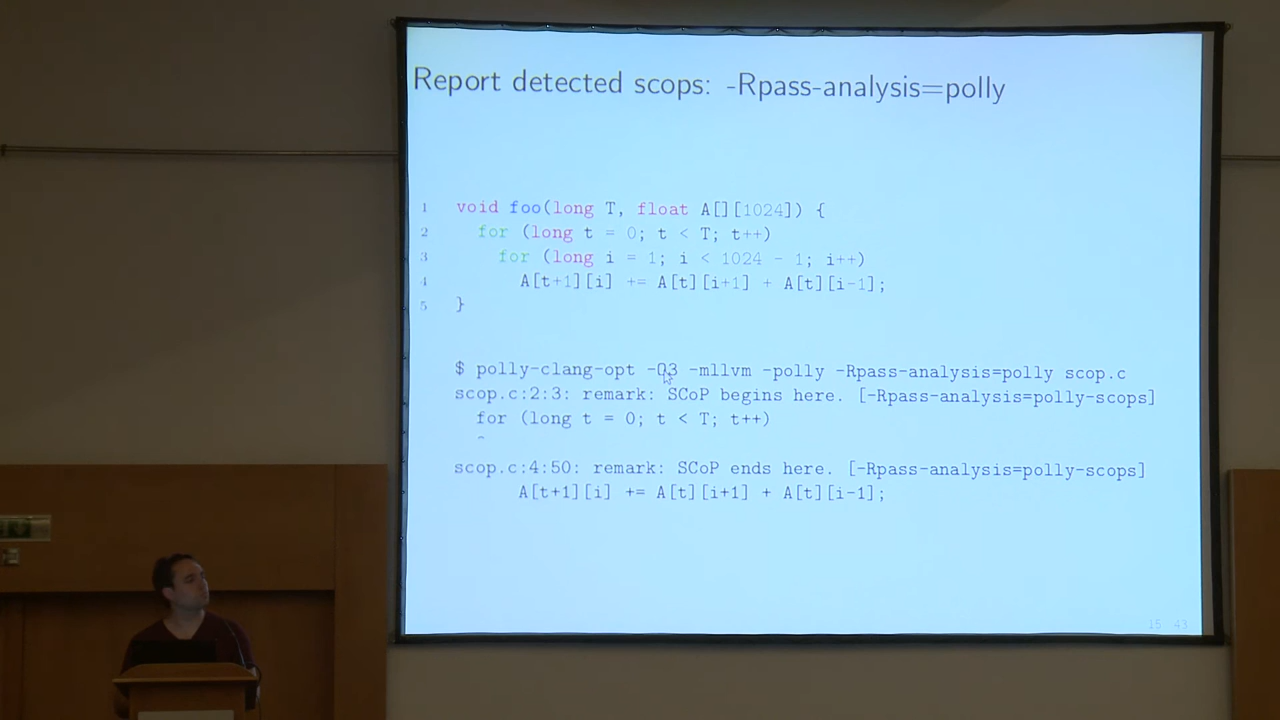 Report detected scops: -Rpass-analysis=polly
1 void foo(long T, float A[][1024]) {
2 for (long t = 0; t < T; t++)
3 for (long i = 1; i < 1024 - 1; i++)
4 A[t+1][i] += A[t][i+1] + A[t][i-1];
5 }
$ polly-clang-opt -O3 -mllvm -polly -Rpass-analysis=polly scop.c
scop.c:2:3: remark: SCoP begins here. [-Rpass-analysis=polly-scops]
for (long t = 0; t < T; t++)
^
scop.c:4:50: remark: SCoP ends here. [-Rpass-analysis=polly-scops]
A[t+1][i] += A[t][i+1] + A[t][i-1];
15 43